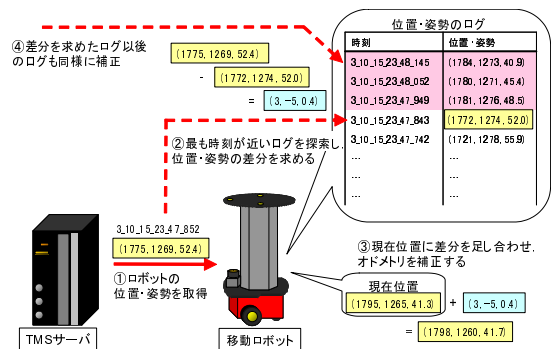 位置・姿勢のログ
時刻 位置・姿勢
3_10_15_23_48_145 (1784,1273,40.9)
3_10_15_23_48_052 (1780,1271,45.4)
3_10_15_23_47_949 (1781,1276,48.5)
3_10_15_23_47_843 (1772,1274,52.0)
3_10_15_23_47_742 (1721,1278,55.9)
… …
… …
… …
④差分を求めたログ以後
のログも同様に補正
(1775,1269,52.4)
- (1772,1274,52.0)
= (3,-5,0.4)
②最も時刻が近いログを探索し,
位置・姿勢の差分を求める
3_10_15_23_47_852
(1775,1269,52.4)
①ロボットの
位置・姿勢を取得
③現在位置に差分を足し合わせ,
オドメトリを補正する
現在位置
(1795,1265,41.3) + (3,-5,0.4)
= (1798,1260,41.7)
TMSサーバ
移動ロボット